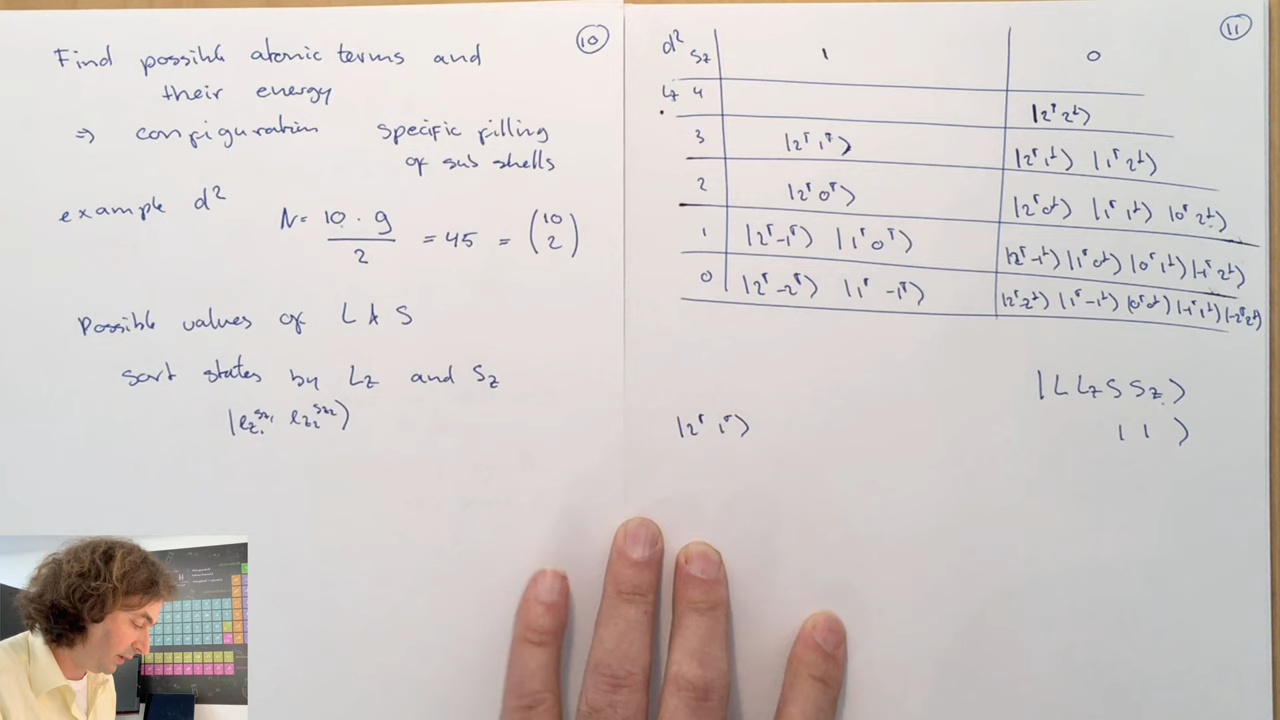 Find possible atomic terms and
their energy
⇒ configuration specific filling
of sub shells
example d²
N = 10 · 9 / 2 = 45 = (10 2)
Possible values of L & S
sort states by Lz and Sz
|ℓz₁^sz₁ ℓz₂^sz₂⟩
10
11
d² Sz 1 0
Lz 4 |2↑ 2↓⟩
3 |2↑ 1↑⟩ |2↑ 1↓⟩ |1↑ 2↓⟩
2 |2↑ 0↑⟩ |2↑ 0↓⟩ |1↑ 1↓⟩ |0↑ 2↓⟩
1 |2↑ -1↑⟩ |1↑ 0↑⟩ |2↑ -1↓⟩ |1↑ 0↓⟩ |0↑ 1↓⟩ |-1↑ 2↓⟩
0 |2↑ -2↑⟩ |1↑ -1↑⟩ |2↑ -2↓⟩ |1↑ -1↓⟩ |0↑ 0↓⟩ |-1↑ 1↓⟩ |-2↑ 2↓⟩
|L Lz S Sz⟩
|2↑ 1↑⟩ 1 1 ⟩